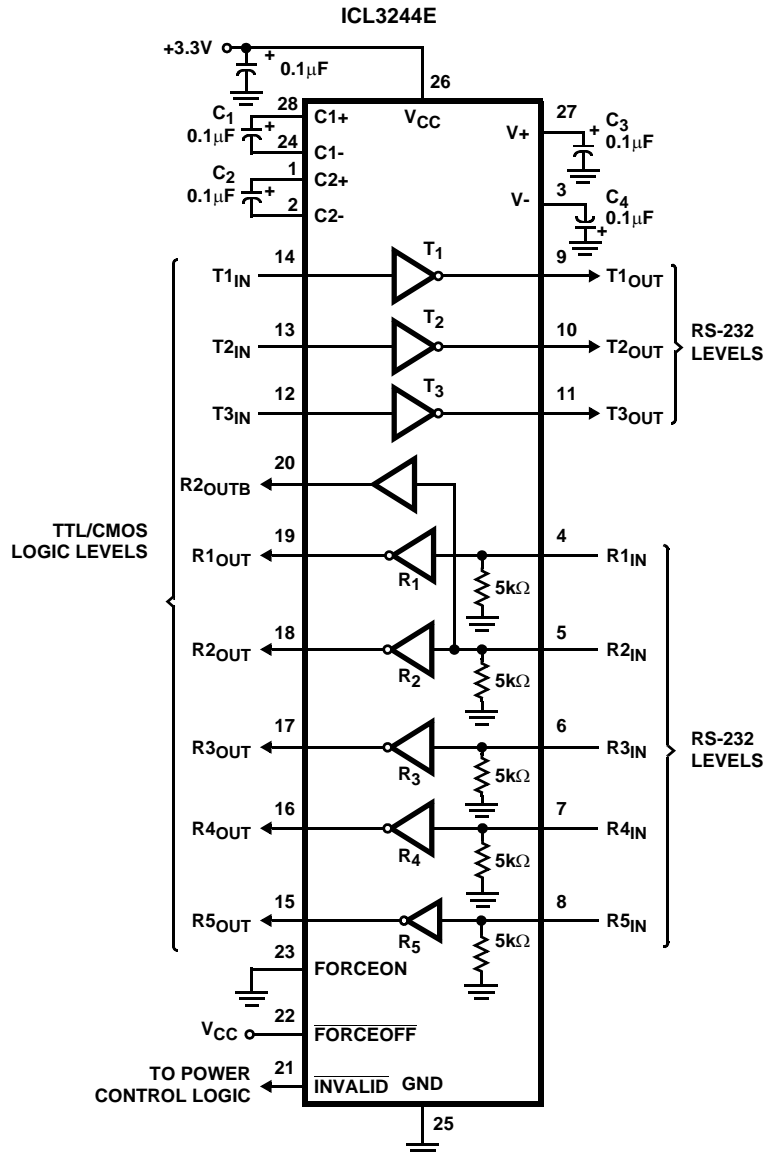 ICL3244E
+3.3V
+
0.1μF
26
VCC
C1
0.1μF
+
28
C1+
24
C1-
C2
0.1μF
+
1
C2+
2
C2-
27
V+
+
C3
0.1μF
3
V-
C4
0.1μF
+
T1IN
14
T1
9
T1OUT
T2IN
13
T2
10
T2OUT
T3IN
12
T3
11
T3OUT
RS-232
LEVELS
R2OUTB
20
TTL/CMOS
LOGIC LEVELS
R1OUT
19
R1
5kΩ
4
R1IN
R2OUT
18
R2
5kΩ
5
R2IN
R3OUT
17
R3
5kΩ
6
R3IN
R4OUT
16
R4
5kΩ
7
R4IN
R5OUT
15
R5
5kΩ
8
R5IN
RS-232
LEVELS
23
FORCEON
VCC
22
FORCEOFF
TO POWER
CONTROL LOGIC
21
INVALID
GND
25